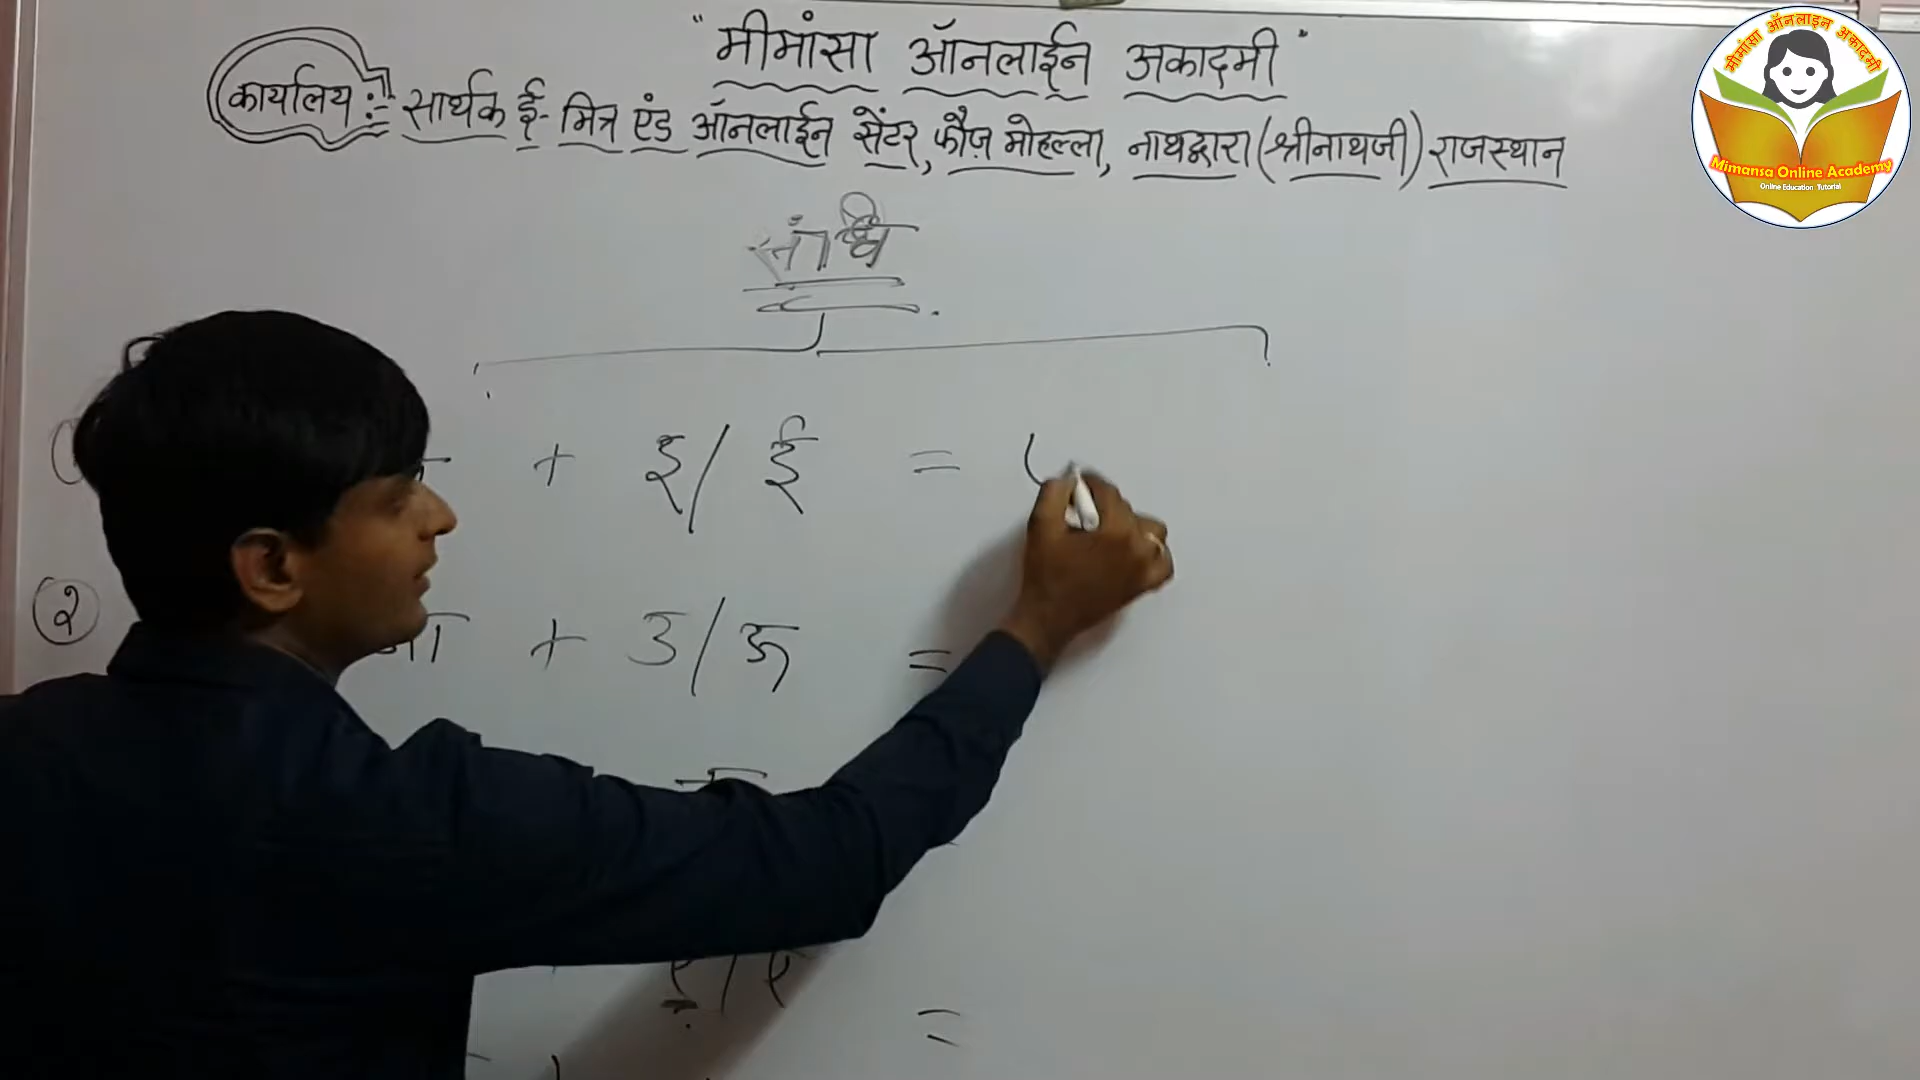 "मीमांसा ऑनलाईन अकादमी"
कार्यालय :- सार्थक ई-मित्र एंड ऑनलाईन सेंटर, फौज़ मोहल्ला, नाथद्वारा (श्रीनाथजी) राजस्थान
मीमांसा ऑनलाइन अकादमी
Mimansa Online Academy
Online Education Tutorial
संधि
+ इ / ई =
२ + उ / ऊ =
=